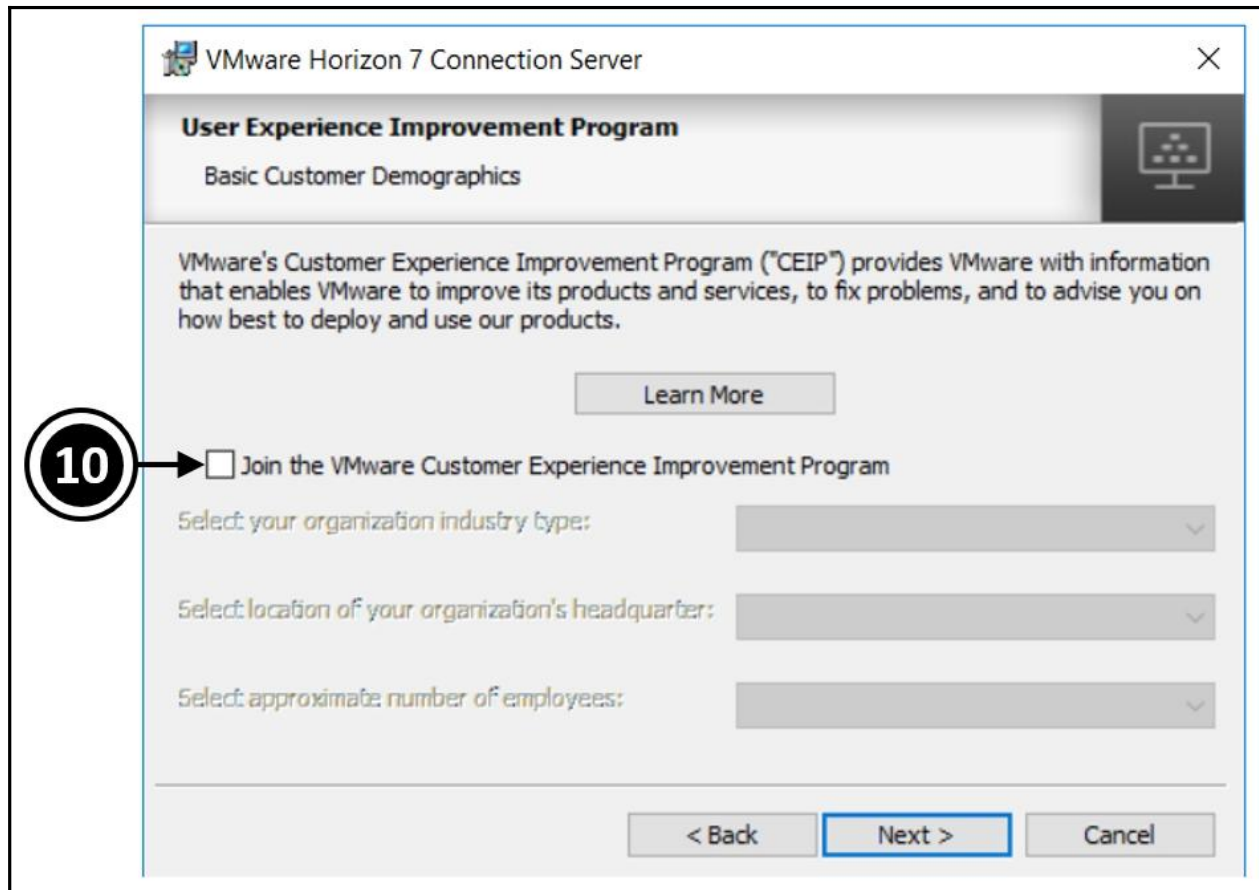 VMware Horizon 7 Connection Server
User Experience Improvement Program
Basic Customer Demographics
VMware's Customer Experience Improvement Program ("CEIP") provides VMware with information
that enables VMware to improve its products and services, to fix problems, and to advise you on
how best to deploy and use our products.
Learn More
10
Join the VMware Customer Experience Improvement Program
Select your organization industry type:
Select location of your organization's headquarter:
Select approximate number of employees:
< Back
Next >
Cancel